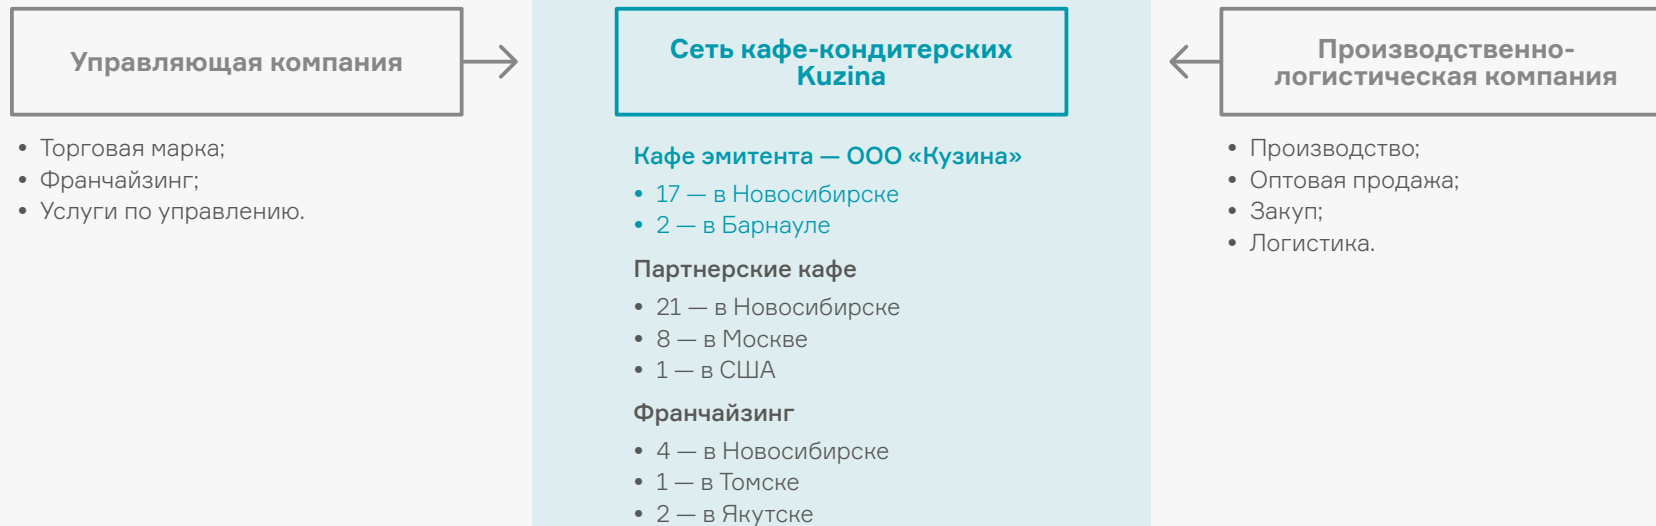 Управляющая компания
• Торговая марка;
• Франчайзинг;
• Услуги по управлению.
Сеть кафе-кондитерских
Kuzina
Кафе эмитента — ООО «Кузина»
• 17 — в Новосибирске
• 2 — в Барнауле
Партнерские кафе
• 21 — в Новосибирске
• 8 — в Москве
• 1 — в США
Франчайзинг
• 4 — в Новосибирске
• 1 — в Томске
• 2 — в Якутске
Производственно-
логистическая компания
• Производство;
• Оптовая продажа;
• Закуп;
• Логистика.